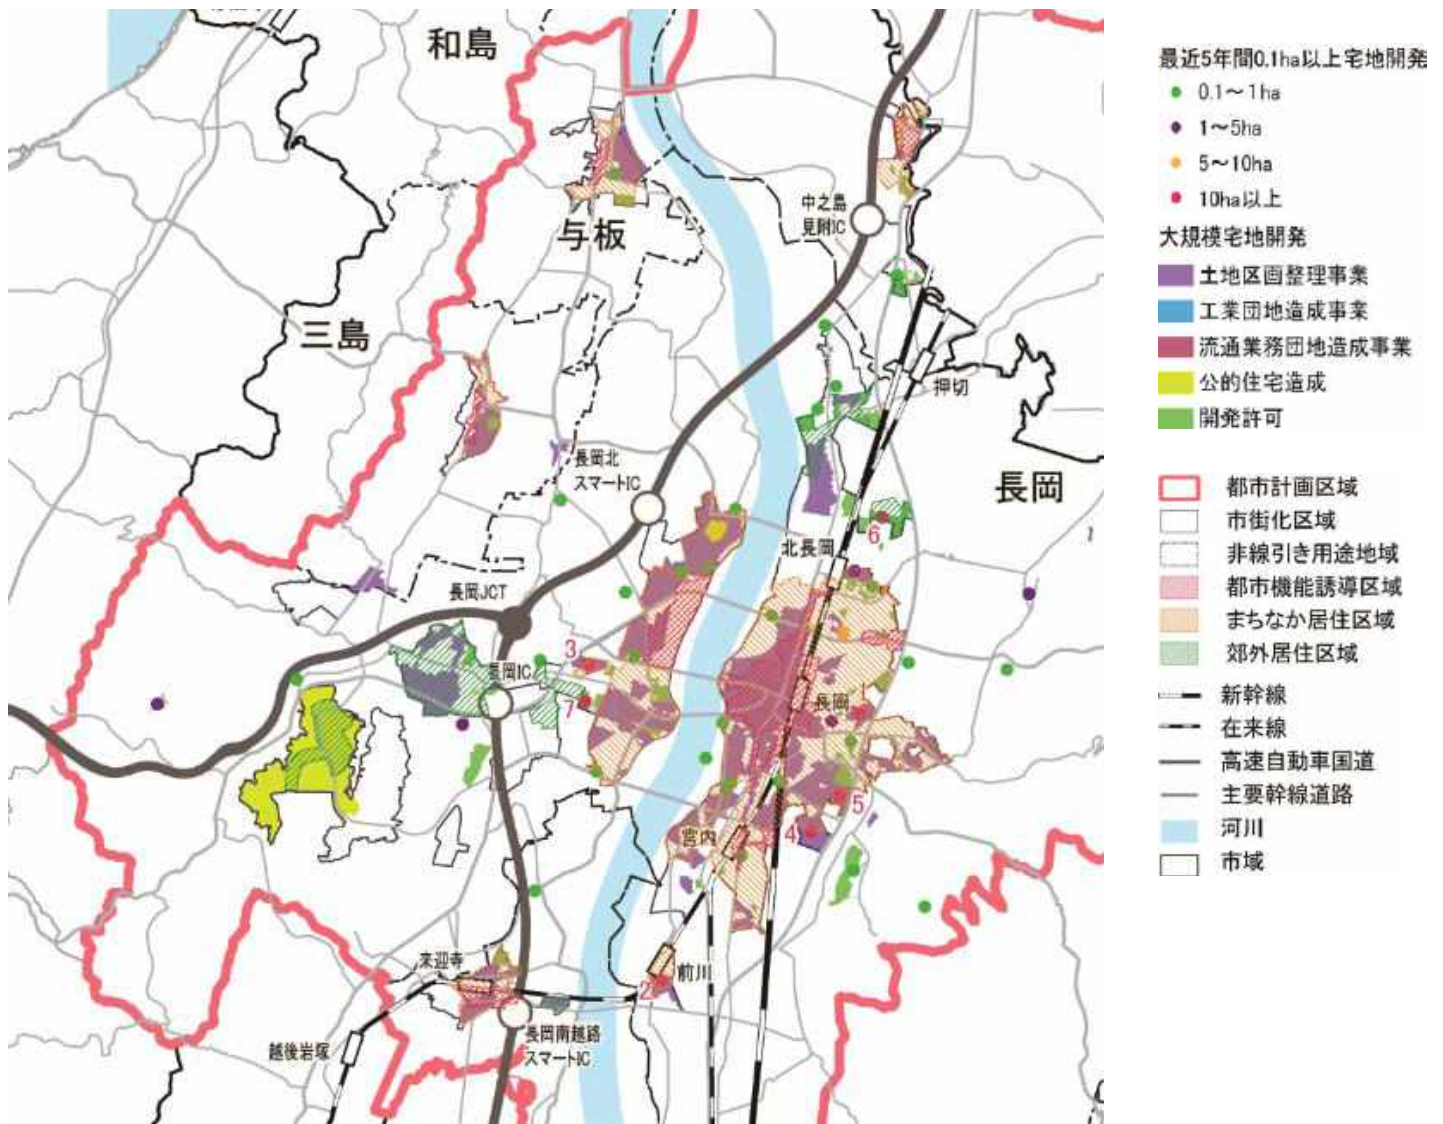 和島
与板
三島
中之島
見附IC
押切
長岡
長岡北
スマートIC
北長岡
6
長岡JCT
長岡IC
3
7
長岡
1
5
4
宮内
来迎寺
前川
2
長岡南越路
スマートIC
越後岩塚
最近5年間0.1ha以上宅地開発
0.1～1ha
1～5ha
5～10ha
10ha以上
大規模宅地開発
土地区画整理事業
工業団地造成事業
流通業務団地造成事業
公的住宅造成
開発許可
都市計画区域
市街化区域
非線引き用途地域
都市機能誘導区域
まちなか居住区域
郊外居住区域
新幹線
在来線
高速自動車国道
主要幹線道路
河川
市域